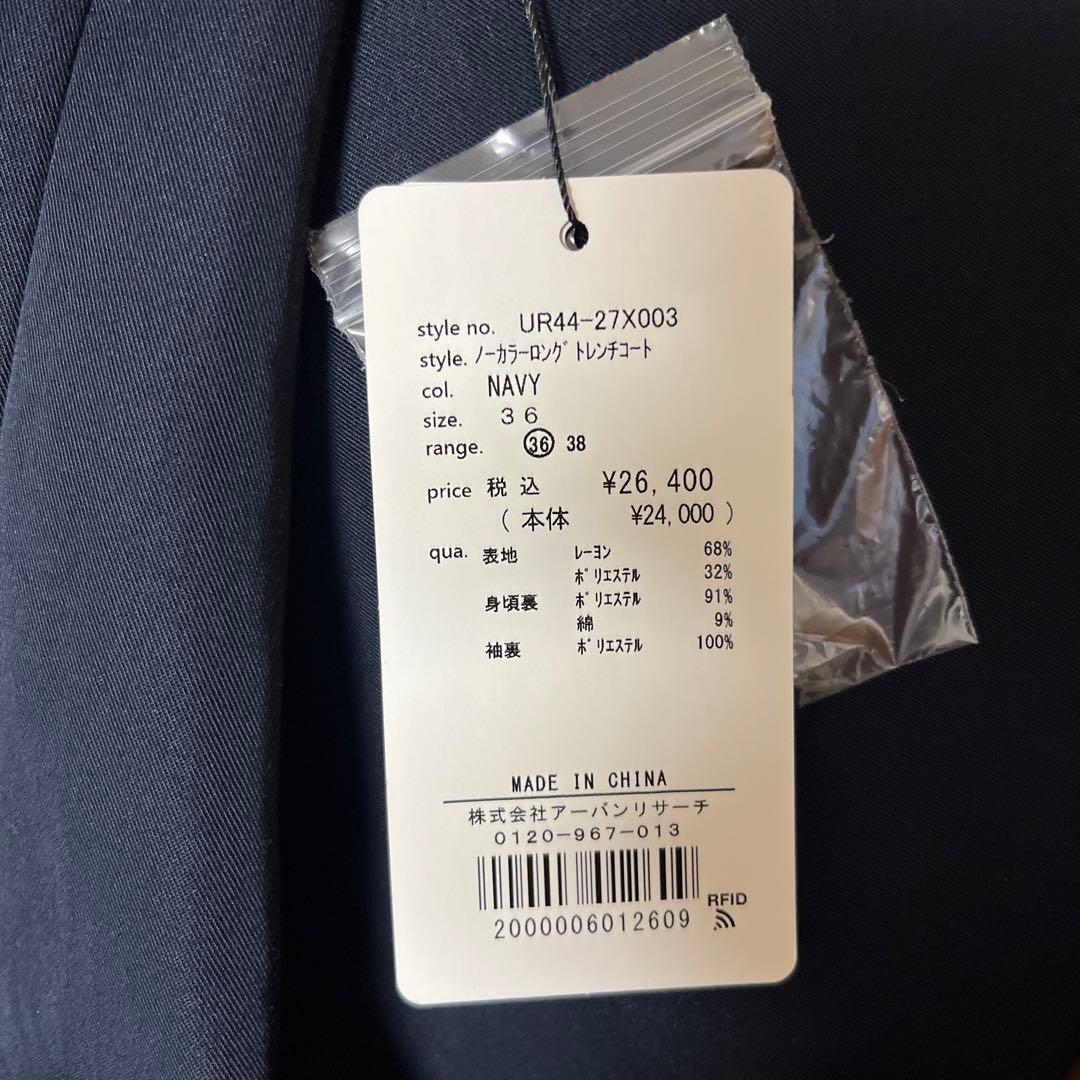 style no. UR44-27X003
style. ﾉｰｶﾗｰﾛﾝｸﾞﾄﾚﾝﾁｺｰﾄ
col. NAVY
size. ３６
range. ㊱ 38
price 税込 ¥26,400
(本体 ¥24,000)
qua. 表地 ﾚｰﾖﾝ 68%
ﾎﾟﾘｴｽﾃﾙ 32%
身頃裏 ﾎﾟﾘｴｽﾃﾙ 91%
綿 9%
袖裏 ﾎﾟﾘｴｽﾃﾙ 100%
MADE IN CHINA
株式会社アーバンリサーチ
0120-967-013
RFID
2000006012609